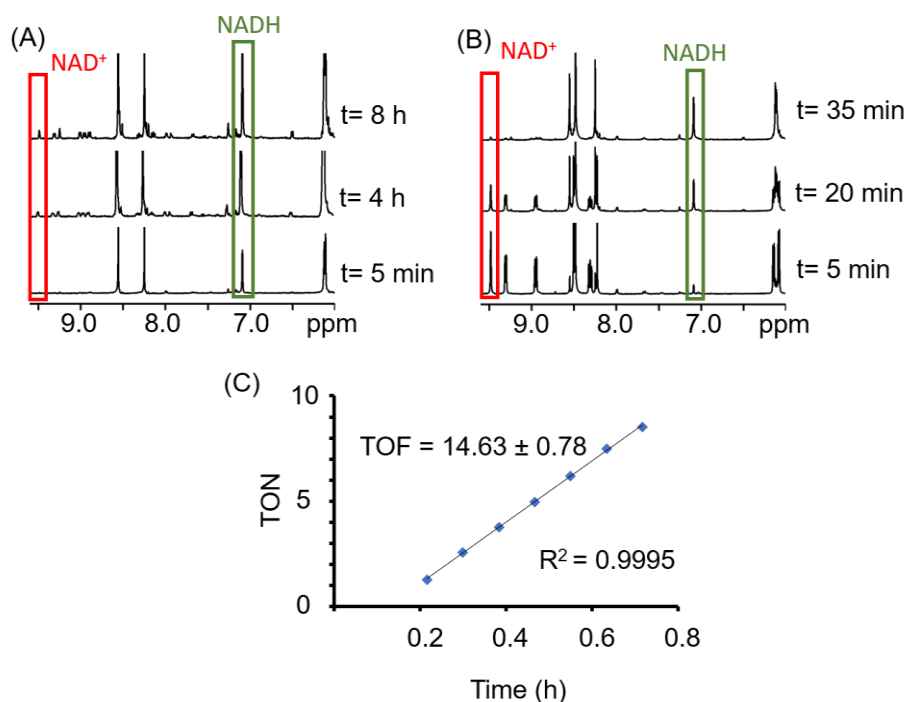 (A)
NAD+
NADH
t= 8 h
t= 4 h
t= 5 min
9.0 8.0 7.0 ppm
(B)
NAD+
NADH
t= 35 min
t= 20 min
t= 5 min
9.0 8.0 7.0 ppm
(C)
10
TOF = 14.63 ± 0.78
TON
5
R2 = 0.9995
0
0.2 0.4 0.6 0.8
Time (h)